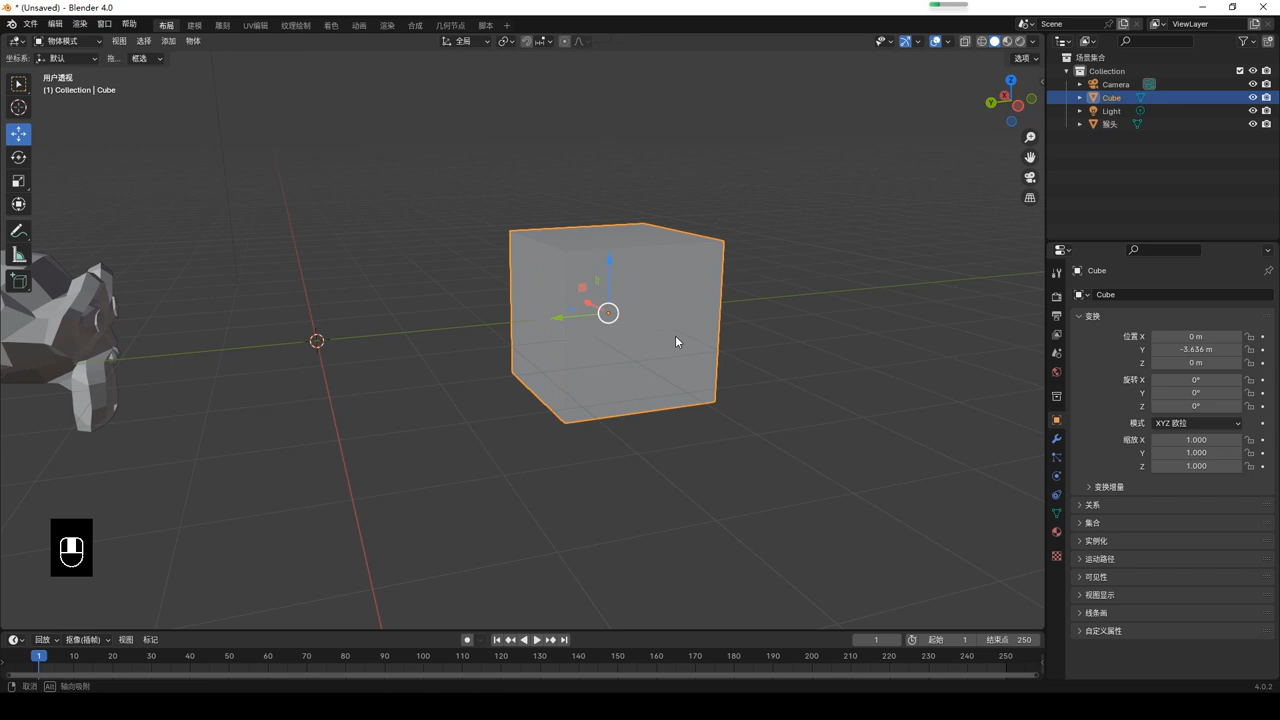 * (Unsaved) - Blender 4.0
文件 编辑 渲染 窗口 帮助 布局 建模 雕刻 UV编辑 纹理绘制 着色 动画 渲染 合成 几何节点 脚本 + Scene ViewLayer
物体模式 视图 选择 添加 物体 全局
坐标系: 默认 拖... 框选 选项
用户透视
(1) Collection | Cube
Z
X
Y
场景集合
Collection
Camera
Cube
Light
猴头
Cube
Cube
变换
位置 X 0 m
Y -3.636 m
Z 0 m
旋转 X 0°
Y 0°
Z 0°
模式 XYZ 欧拉
缩放 X 1.000
Y 1.000
Z 1.000
变换增量
关系
集合
实例化
运动路径
可见性
视图显示
线条画
自定义属性
回放 抠像(插帧) 视图 标记 1 起始 1 结束点 250
1 10 20 30 40 50 60 70 80 90 100 110 120 130 140 150 160 170 180 190 200 210 220 230 240 250
取消 Alt 轴向吸附 4.0.2